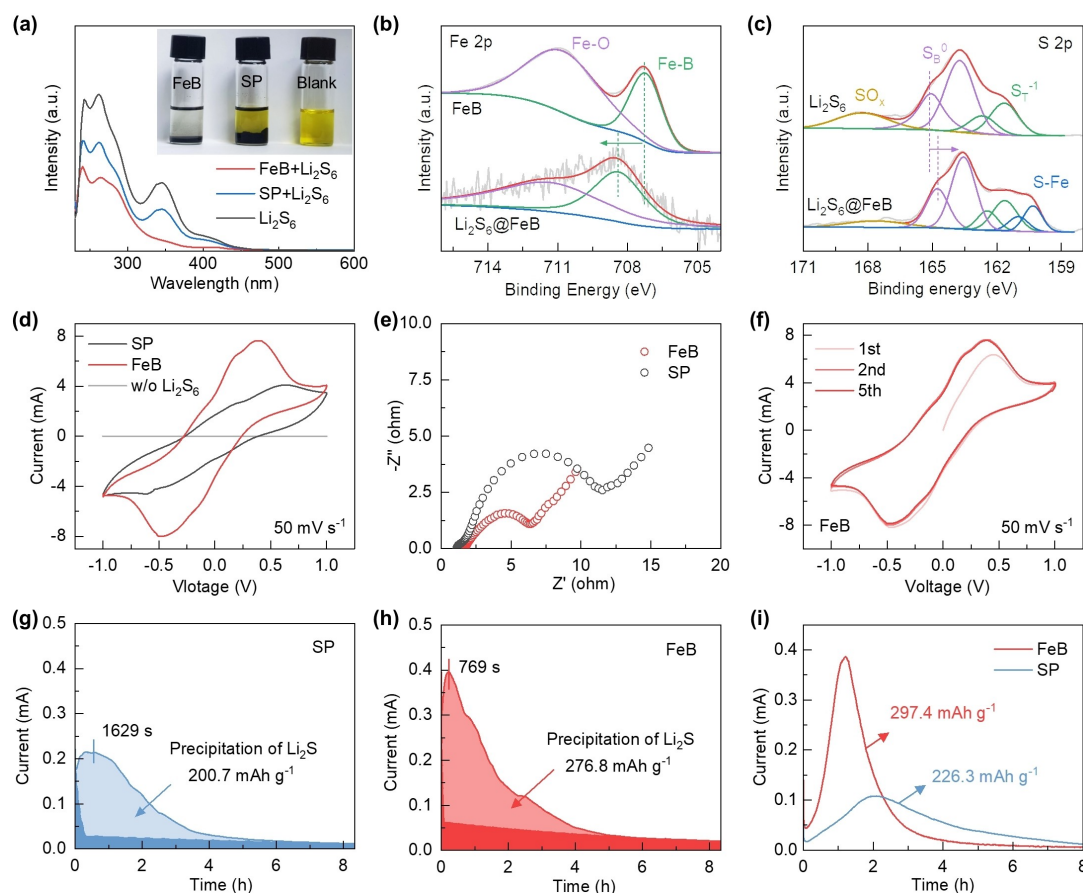 (a)
Intensity (a.u.)
FeB
SP
Blank
FeB+Li₂S₆
SP+Li₂S₆
Li₂S₆
300
400
500
600
Wavelength (nm)
(b)
Intensity (a.u.)
Fe 2p
Fe-O
Fe-B
FeB
Li₂S₆@FeB
714
711
708
705
Binding Energy (eV)
(c)
Intensity (a.u.)
S 2p
S_B⁰
S_T⁻¹
SOₓ
Li₂S₆
S-Fe
Li₂S₆@FeB
171
168
165
162
159
Binding energy (eV)
(d)
Current (mA)
8
4
0
-4
-8
SP
FeB
w/o Li₂S₆
50 mV s⁻¹
-1.0
-0.5
0.0
0.5
1.0
Vlotage (V)
(e)
-Z" (ohm)
10.0
7.5
5.0
2.5
0.0
FeB
SP
0
5
10
15
20
Z' (ohm)
(f)
Current (mA)
8
4
0
-4
-8
1st
2nd
5th
FeB
50 mV s⁻¹
-1.0
-0.5
0.0
0.5
1.0
Voltage (V)
(g)
Current (mA)
0.5
0.4
0.3
0.2
0.1
0.0
SP
1629 s
Precipitation of Li₂S
200.7 mAh g⁻¹
0
2
4
6
8
Time (h)
(h)
Current (mA)
0.5
0.4
0.3
0.2
0.1
0.0
FeB
769 s
Precipitation of Li₂S
276.8 mAh g⁻¹
0
2
4
6
8
Time (h)
(i)
Current (mA)
0.4
0.3
0.2
0.1
0.0
FeB
SP
297.4 mAh g⁻¹
226.3 mAh g⁻¹
0
2
4
6
8
Time (h)